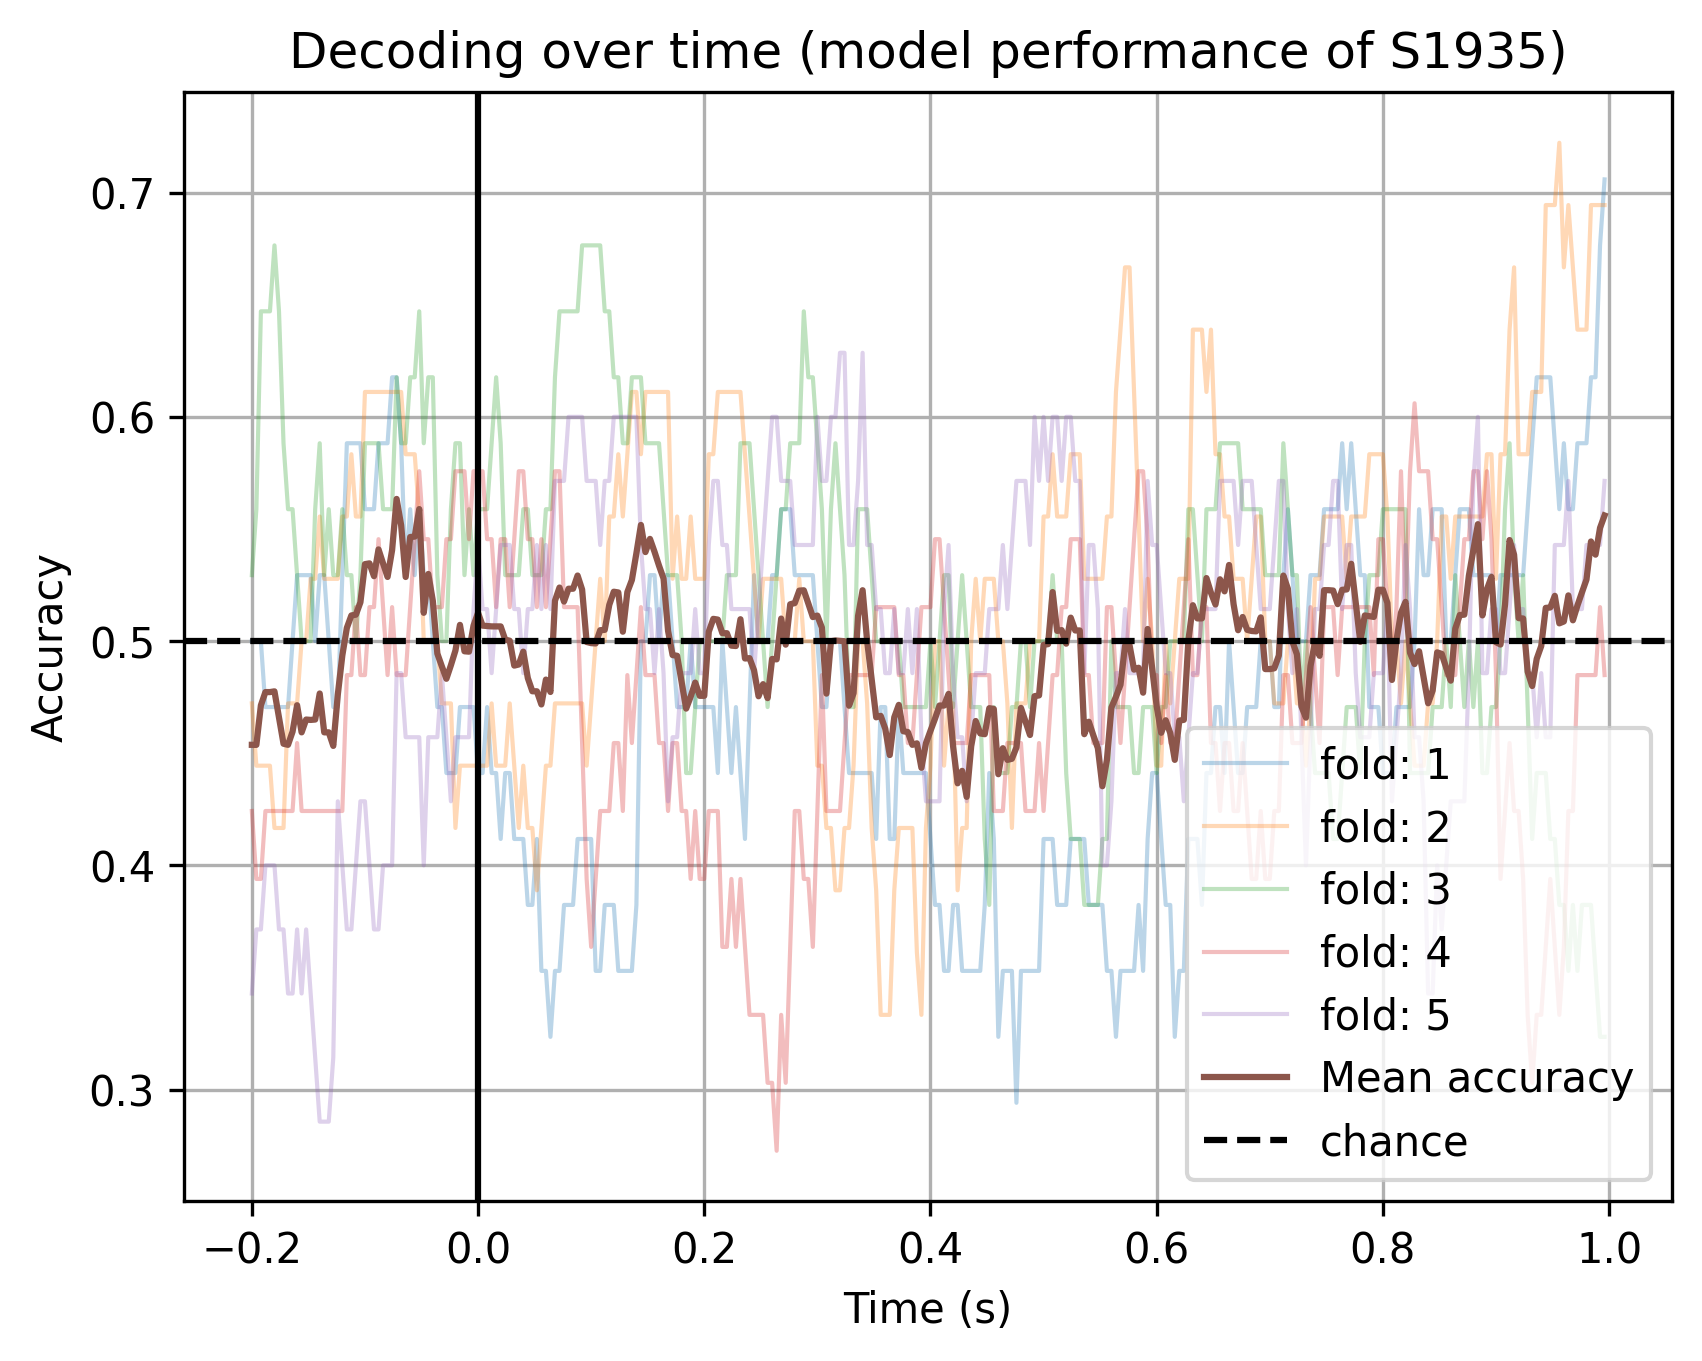 Decoding over time (model performance of S1935)
Accuracy
0.7
0.6
0.5
0.4
0.3
fold: 1
fold: 2
fold: 3
fold: 4
fold: 5
Mean accuracy
chance
−0.2 0.0 0.2 0.4 0.6 0.8 1.0
Time (s)